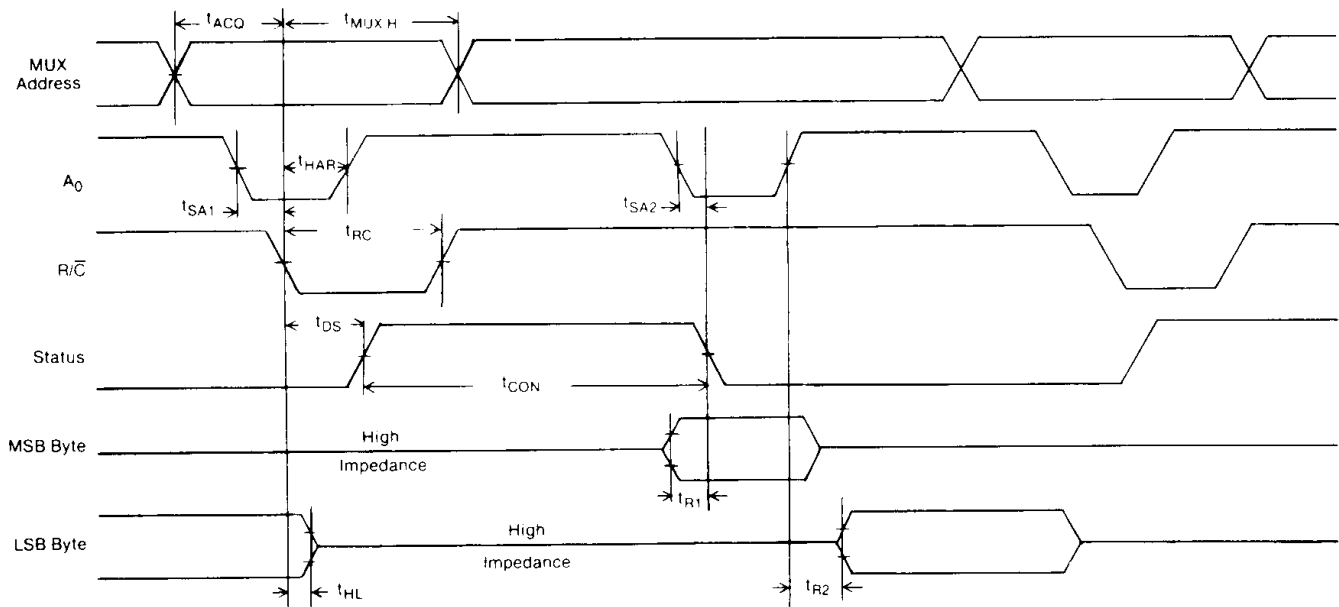 tACQ
tMUX H
MUX
Address
A0
tHAR
tSA1
tSA2
tRC
R/C̅
tDS
Status
tCON
MSB Byte
High
Impedance
tR1
LSB Byte
High
Impedance
tHL
tR2